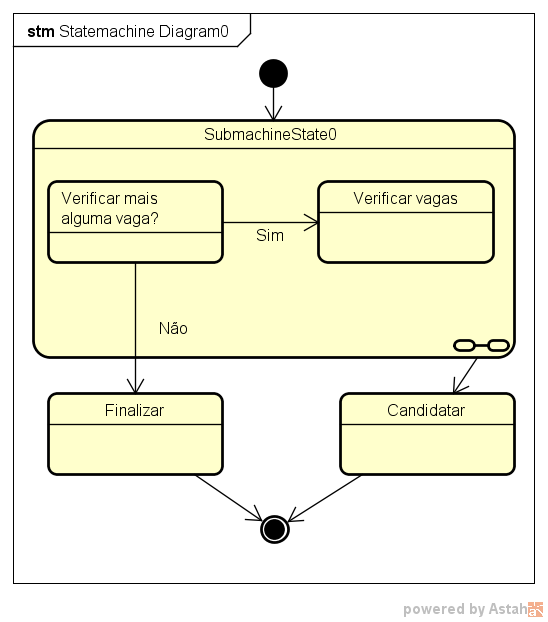 stm Statemachine Diagram0
SubmachineState0
Verificar mais
alguma vaga?
Verificar vagas
Sim
Não
Finalizar
Candidatar
powered by Astah